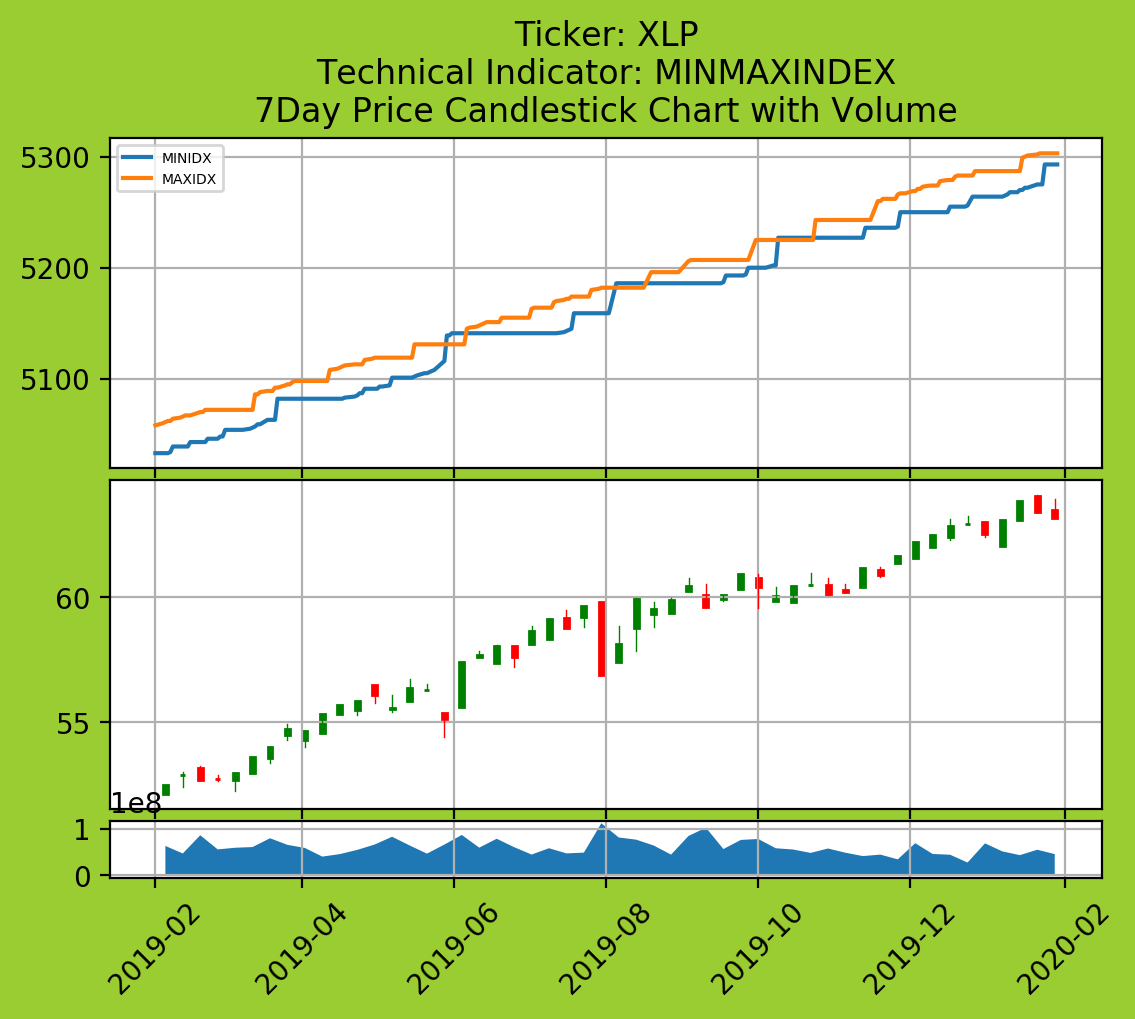 Ticker: XLP
Technical Indicator: MINMAXINDEX
7Day Price Candlestick Chart with Volume
MINIDX
MAXIDX
5300
5200
5100
60
55
1e8
1
0
2019-02
2019-04
2019-06
2019-08
2019-10
2019-12
2020-02